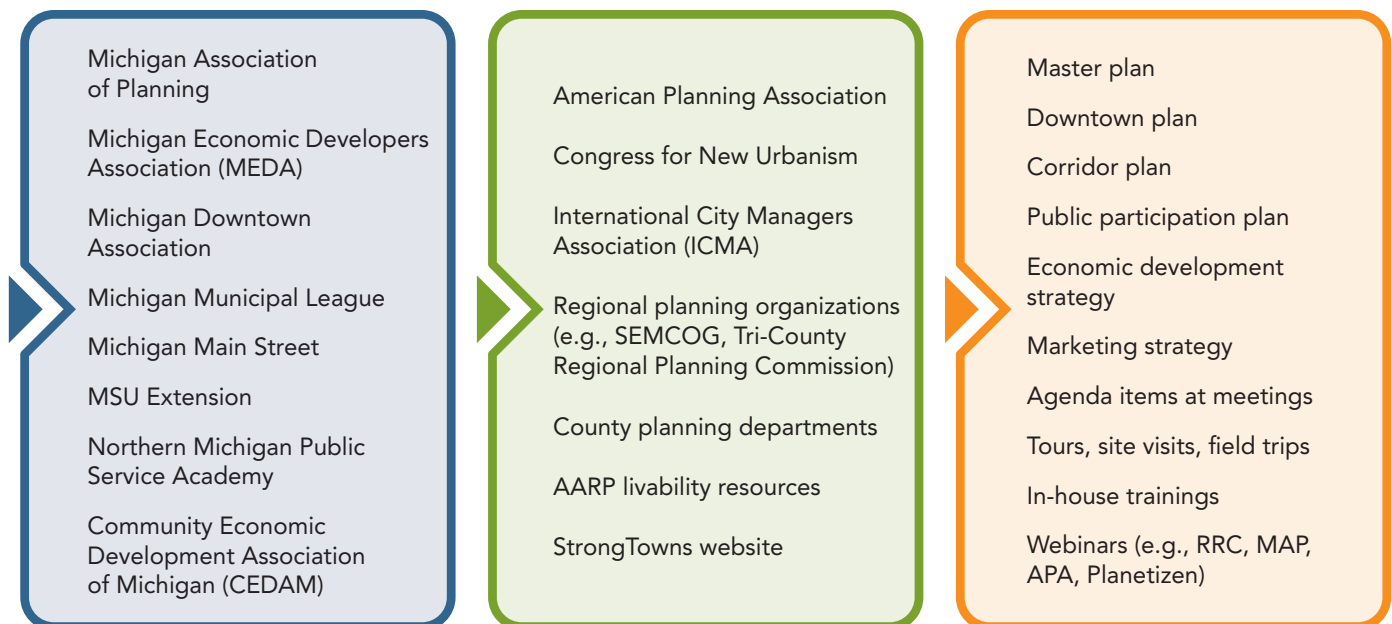 Michigan Association
of Planning
Michigan Economic Developers
Association (MEDA)
Michigan Downtown
Association
Michigan Municipal League
Michigan Main Street
MSU Extension
Northern Michigan Public
Service Academy
Community Economic
Development Association
of Michigan (CEDAM)
American Planning Association
Congress for New Urbanism
International City Managers
Association (ICMA)
Regional planning organizations
(e.g., SEMCOG, Tri-County
Regional Planning Commission)
County planning departments
AARP livability resources
StrongTowns website
Master plan
Downtown plan
Corridor plan
Public participation plan
Economic development
strategy
Marketing strategy
Agenda items at meetings
Tours, site visits, field trips
In-house trainings
Webinars (e.g., RRC, MAP,
APA, Planetizen)